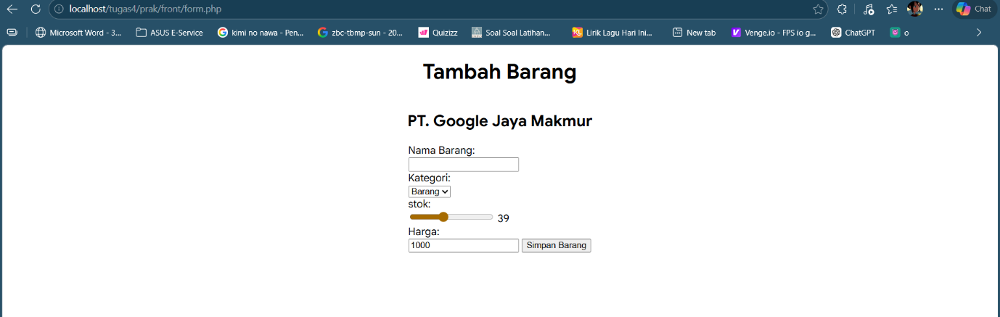 localhost/tugas4/prak/front/form.php Chat
Microsoft Word - 3... ASUS E-Service kimi no nawa - Pen... zbc-tbmp-sun - 20... Quizizz Soal Soal Latihan... Lirik Lagu Hari Ini... New tab Venge.io - FPS io g... ChatGPT o
Tambah Barang
PT. Google Jaya Makmur
Nama Barang:
Kategori:
Barang
stok:
39
Harga:
1000 Simpan Barang